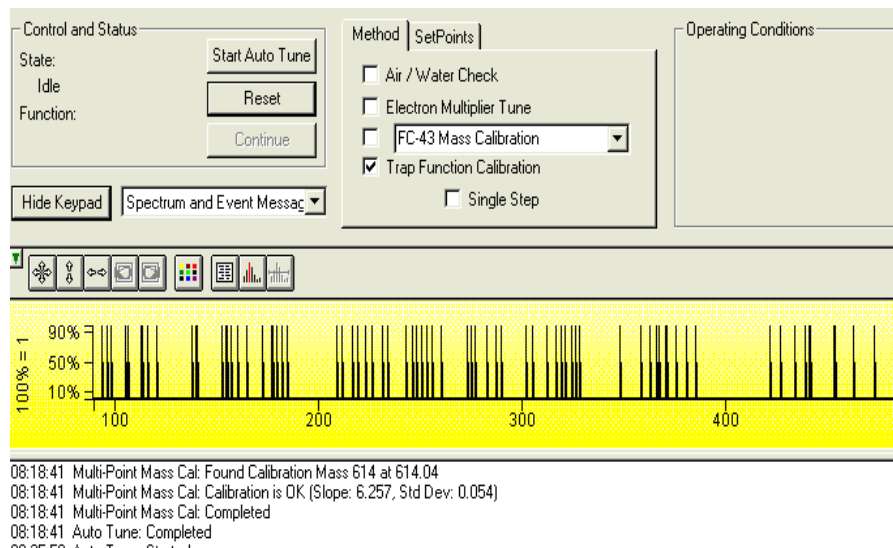 Control and Status
State:
Idle
Function:
Start Auto Tune
Reset
Continue
Hide Keypad
Spectrum and Event Messag
Method
SetPoints
Air / Water Check
Electron Multiplier Tune
FC-43 Mass Calibration
Trap Function Calibration
Single Step
Operating Conditions
100% = 1
90%
50%
10%
100 200 300 400
08:18:41 Multi-Point Mass Cal: Found Calibration Mass 614 at 614.04
08:18:41 Multi-Point Mass Cal: Calibration is OK (Slope: 6.257, Std Dev: 0.054)
08:18:41 Multi-Point Mass Cal: Completed
08:18:41 Auto Tune: Completed